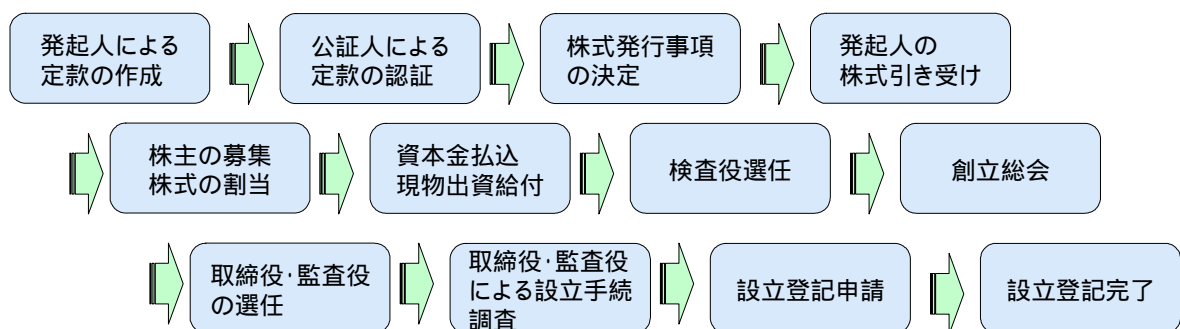 発起人による
定款の作成
公証人による
定款の認証
株式発行事項
の決定
発起人の
株式引き受け
株主の募集
株式の割当
資本金払込
現物出資給付
検査役選任
創立総会
取締役･監査役
の選任
取締役･監査役
による設立手続
調査
設立登記申請
設立登記完了